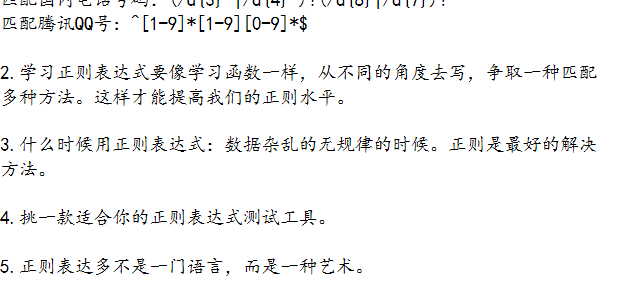 匹配腾讯QQ号：^[1-9]*[1-9][0-9]*$
2.学习正则表达式要像学习函数一样，从不同的角度去写，争取一种匹配
多种方法。这样才能提高我们的正则水平。
3.什么时候用正则表达式：数据杂乱的无规律的时候。正则是最好的解决
方法。
4.挑一款适合你的正则表达式测试工具。
5.正则表达多不是一门语言，而是一种艺术。